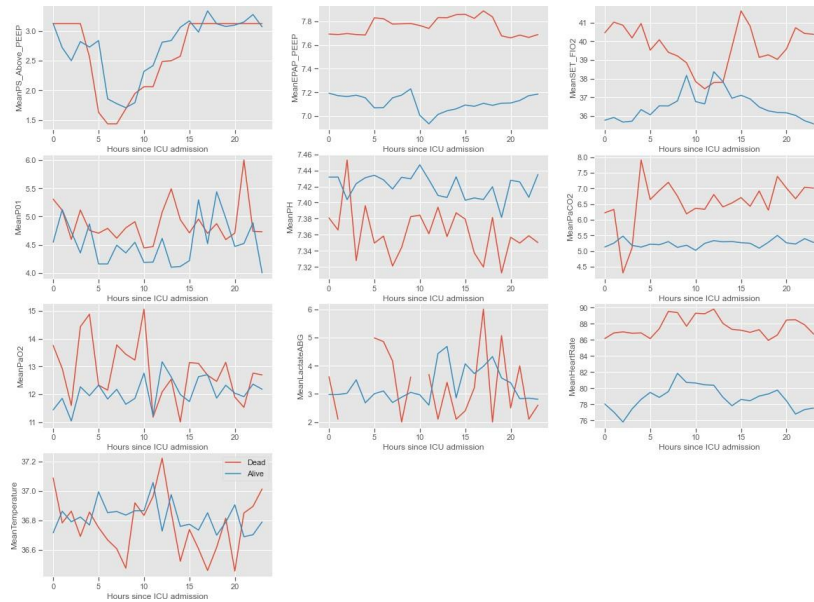 MeanPS_Above_PEEP
3.0
2.5
2.0
1.5
0 5 10 15 20
Hours since ICU admission
MeanEPAP_PEEP
7.8
7.6
7.4
7.2
7.0
0 5 10 15 20
Hours since ICU admission
MeanSET_FIO2
41
40
39
38
37
36
0 5 10 15 20
Hours since ICU admission
MeanP01
6.0
5.5
5.0
4.5
4.0
0 5 10 15 20
Hours since ICU admission
MeanPH
7.46
7.44
7.42
7.40
7.38
7.36
7.34
7.32
0 5 10 15 20
Hours since ICU admission
MeanPaCO2
8.0
7.5
7.0
6.5
6.0
5.5
5.0
4.5
0 5 10 15 20
Hours since ICU admission
MeanPaO2
15
14
13
12
11
0 5 10 15 20
Hours since ICU admission
MeanLactateABG
6
5
4
3
2
0 5 10 15 20
Hours since ICU admission
MeanHeartRate
90
88
86
84
82
80
78
76
0 5 10 15 20
Hours since ICU admission
MeanTemperature
37.2
37.0
36.8
36.6
Dead
Alive
0 5 10 15 20
Hours since ICU admission